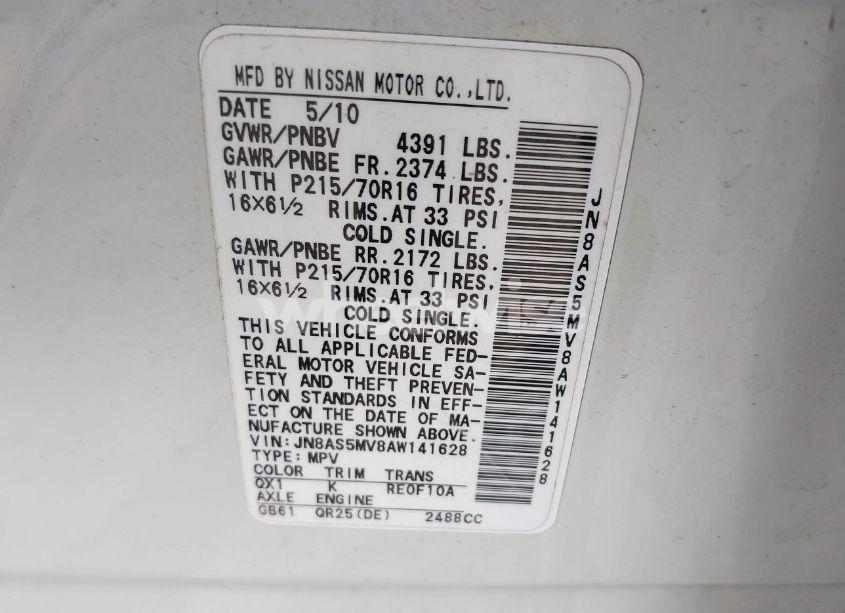 MFD BY NISSAN MOTOR CO.,LTD.
DATE 5/10
GVWR/PNBV 4391 LBS.
GAWR/PNBE FR.2374 LBS.
WITH P215/70R16 TIRES,
16X6½ RIMS.AT 33 PSI
COLD SINGLE.
GAWR/PNBE RR.2172 LBS.
WITH P215/70R16 TIRES,
16X6½ RIMS.AT 33 PSI
COLD SINGLE.
THIS VEHICLE CONFORMS
TO ALL APPLICABLE FED-
ERAL MOTOR VEHICLE SA-
FETY AND THEFT PREVEN-
TION STANDARDS IN EFF-
ECT ON THE DATE OF MA-
NUFACTURE SHOWN ABOVE.
VIN:JN8AS5MV8AW141628
TYPE:MPV
COLOR TRIM TRANS
QX1 K RE0F10A
AXLE ENGINE
GB61 QR25(DE) 2488CC
JN8AS5MV8AW141628